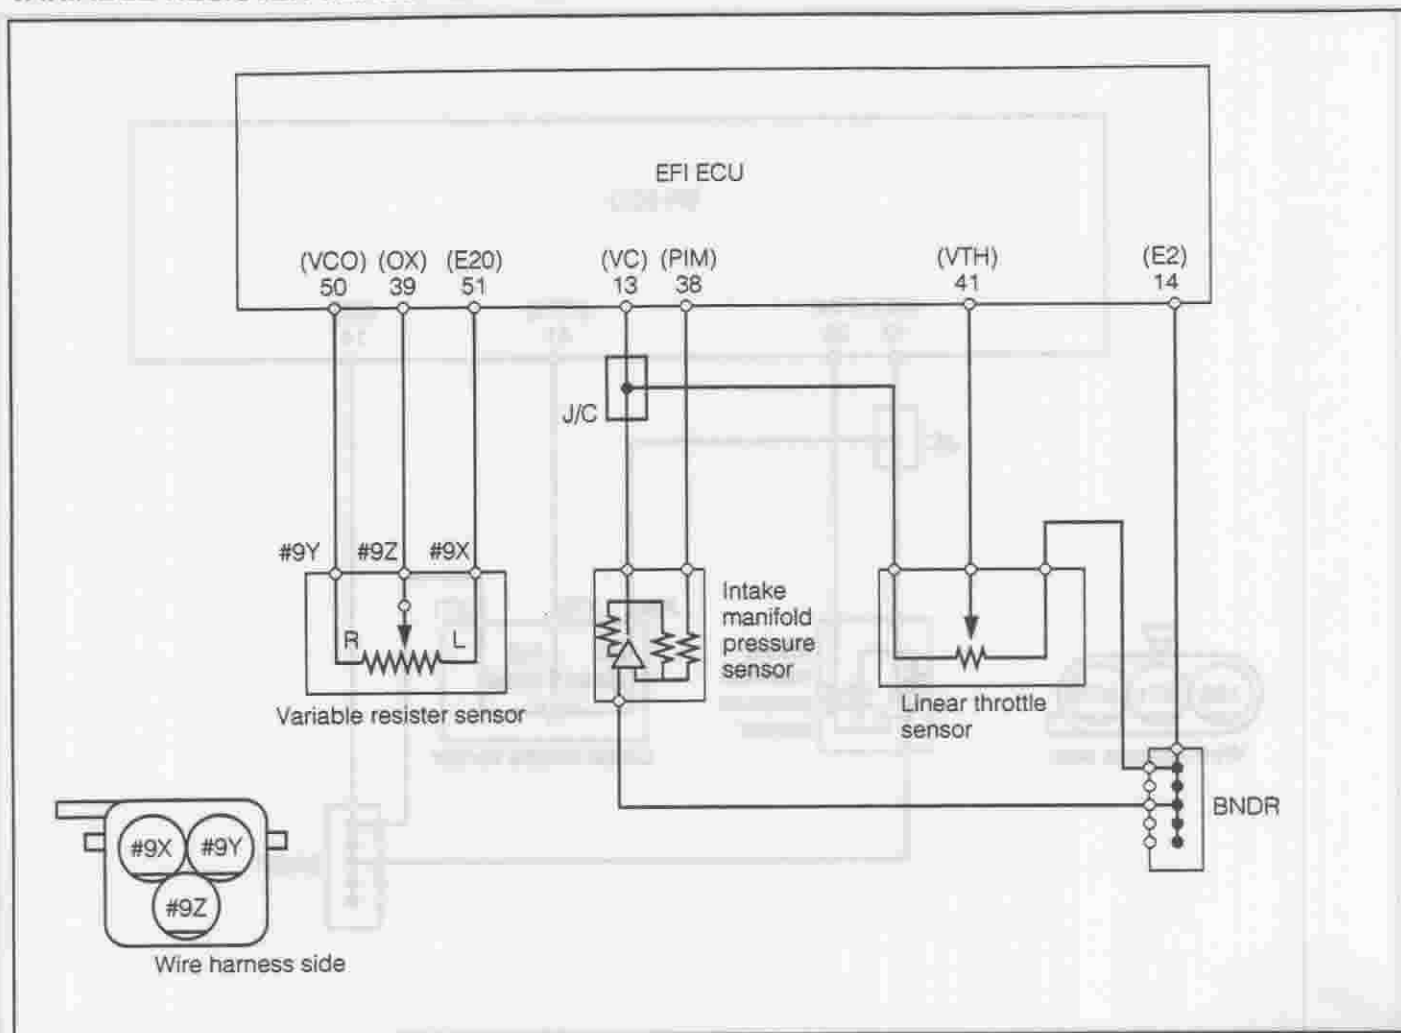 EFI ECU
(VCO) (OX) (E20) (VC) (PIM) (VTH) (E2)
50 39 51 13 38 41 14
J/C
#9Y #9Z #9X
R L
Intake
manifold
pressure
sensor
Variable resister sensor
Linear throttle
sensor
BNDR
#9X #9Y
#9Z
Wire harness side